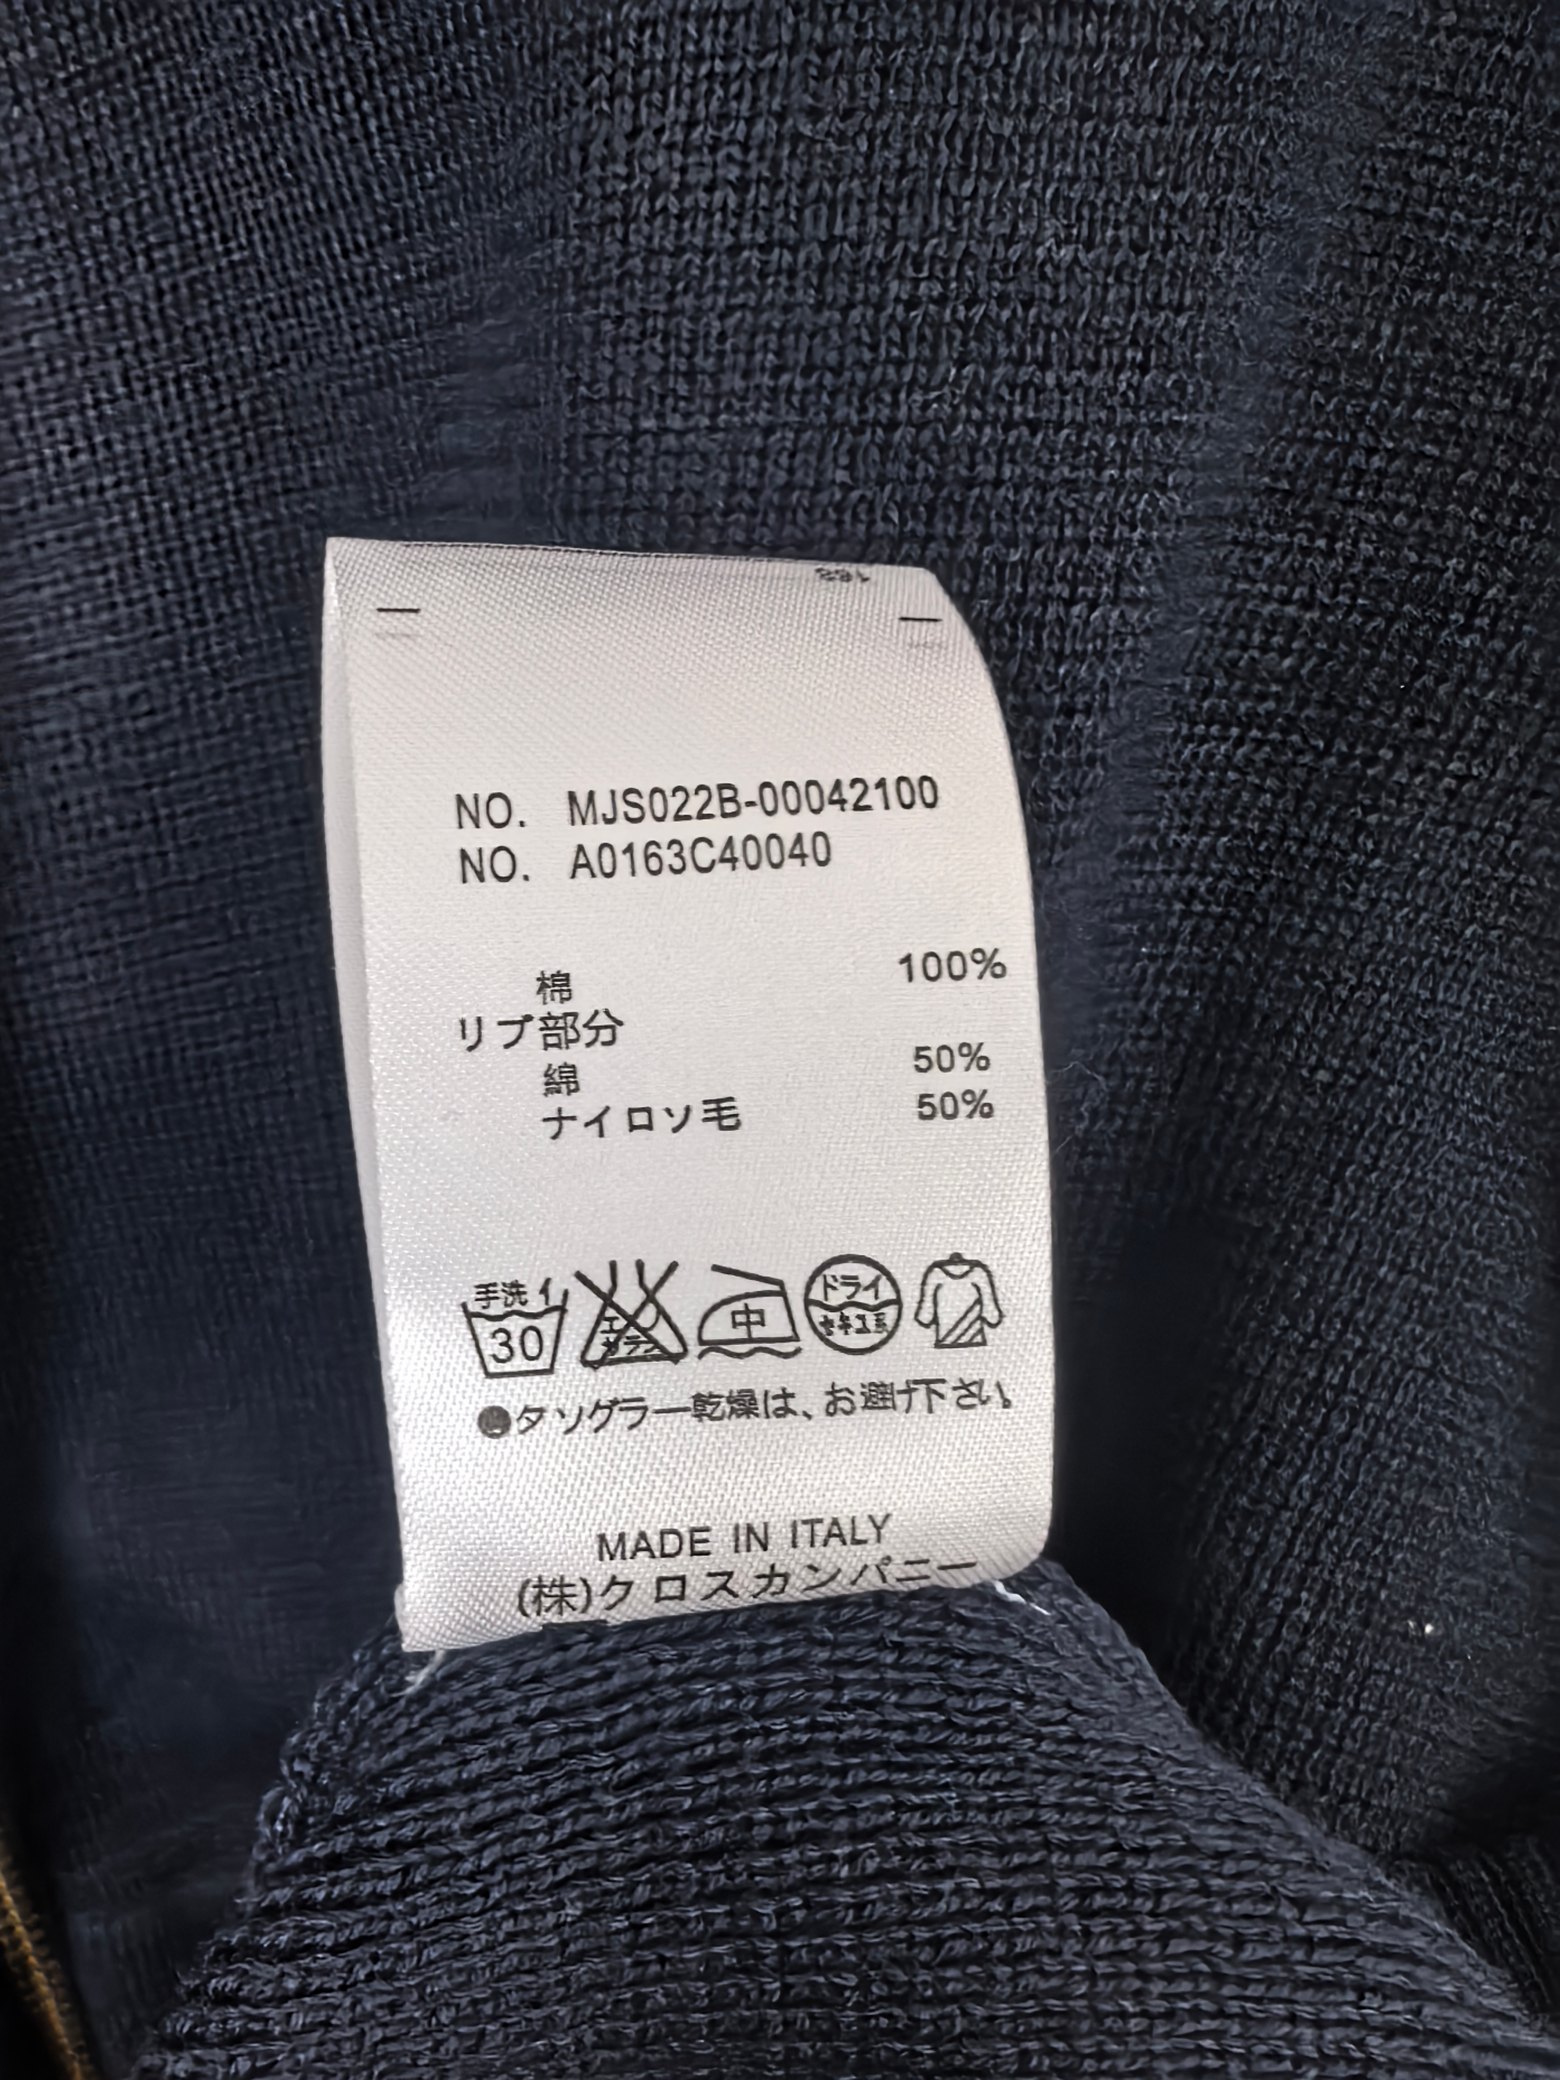 NO. MJS022B-00042100
NO. A0163C40040
棉 100%
リブ部分
綿 50%
ナイロソ毛 50%
手洗イ
30
中
ドライ
●タソグラー乾燥は、お避け下さい。
MADE IN ITALY
(株)クロスカンパニー